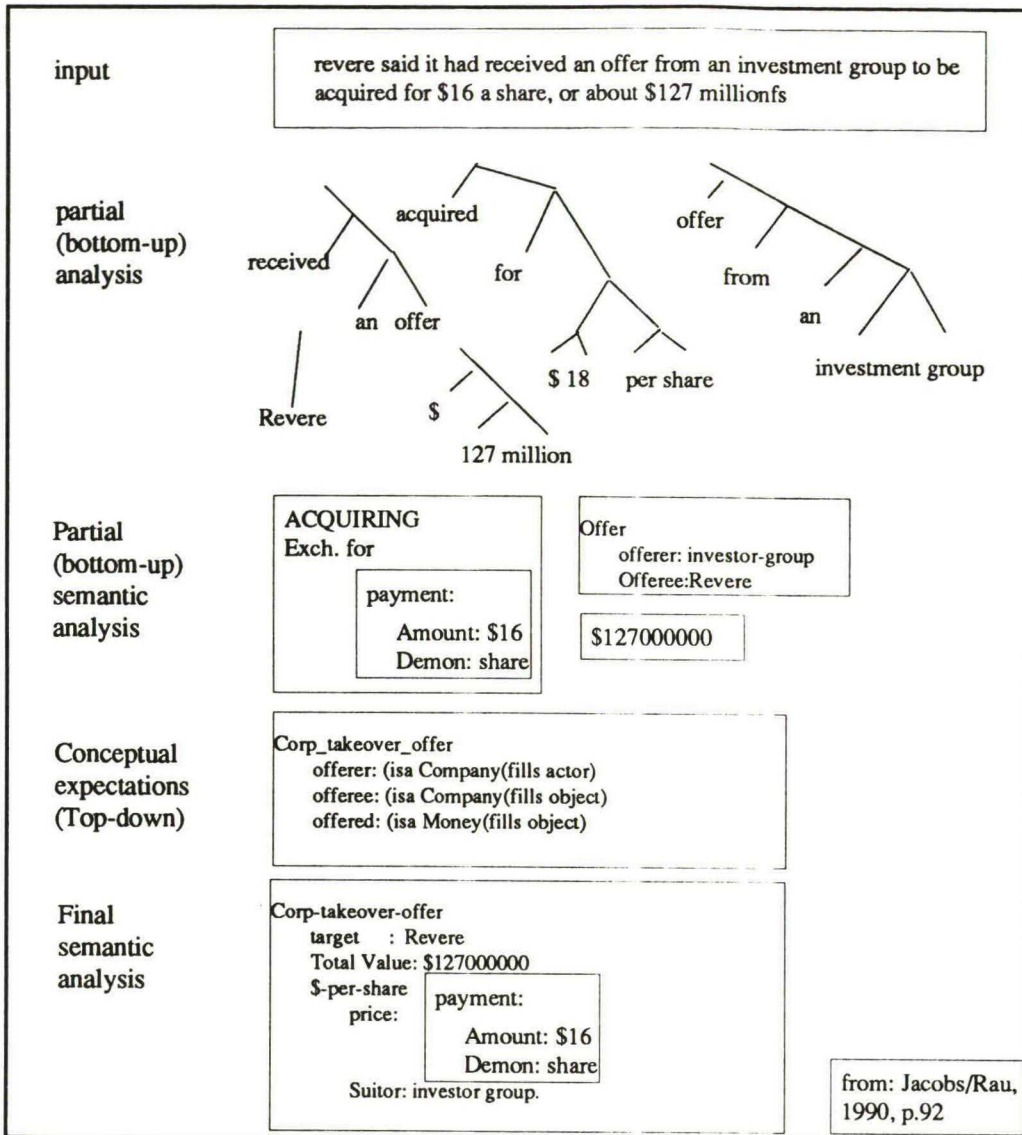 input
revere said it had received an offer from an investment group to be
acquired for $16 a share, or about $127 millionfs
partial
(bottom-up)
analysis
received
an offer
Revere
acquired
for
$ 18
per share
$
127 million
offer
from
an
investment group
Partial
(bottom-up)
semantic
analysis
ACQUIRING
Exch. for
payment:
Amount: $16
Demon: share
Offer
offerer: investor-group
Offeree:Revere
$127000000
Conceptual
expectations
(Top-down)
Corp_takeover_offer
offerer: (isa Company(fills actor)
offeree: (isa Company(fills object)
offered: (isa Money(fills object)
Final
semantic
analysis
Corp-takeover-offer
target : Revere
Total Value: $127000000
$-per-share
price:
payment:
Amount: $16
Demon: share
Suitor: investor group.
from: Jacobs/Rau,
1990, p.92